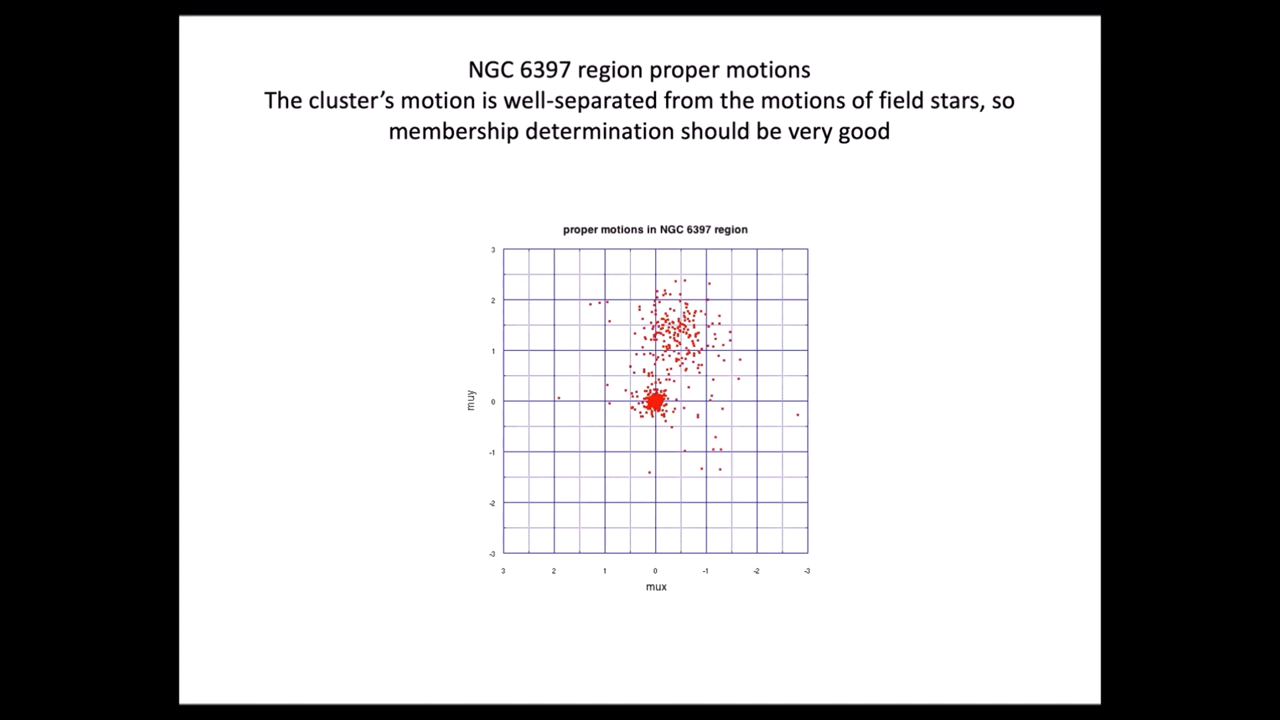 NGC 6397 region proper motions
The cluster’s motion is well-separated from the motions of field stars, so
membership determination should be very good
proper motions in NGC 6397 region
3
2
1
0
-1
-2
-3
muy
3 2 1 0 -1 -2 -3
mux